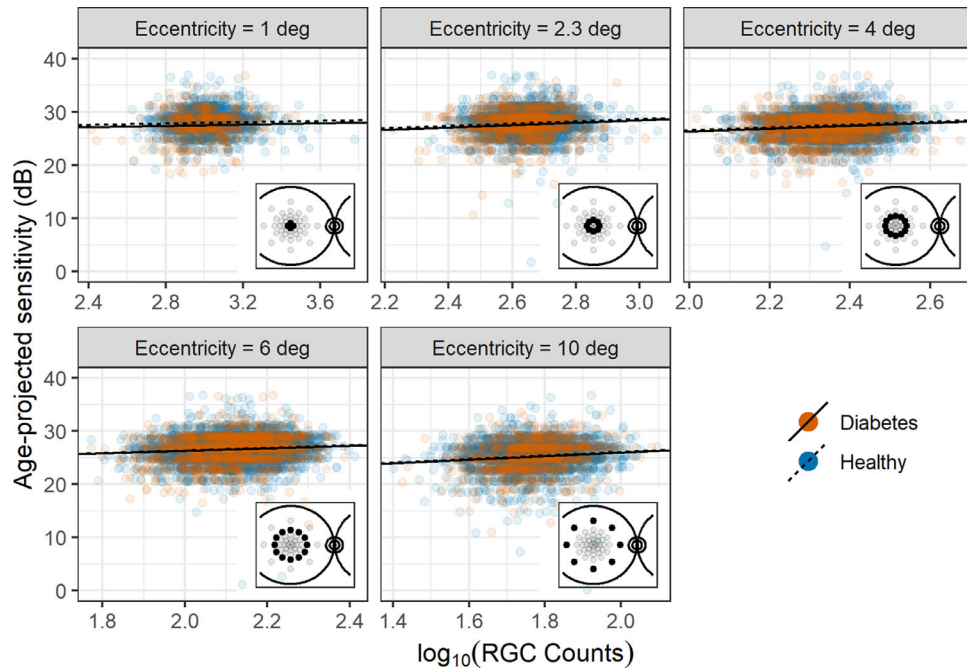 Eccentricity = 1 deg
Eccentricity = 2.3 deg
Eccentricity = 4 deg
40
30
20
10
0
2.4 2.8 3.2 3.6
2.2 2.4 2.6 2.8 3.0
2.0 2.2 2.4 2.6
Age-projected sensitivity (dB)
Eccentricity = 6 deg
Eccentricity = 10 deg
40
30
20
10
0
1.8 2.0 2.2 2.4
1.4 1.6 1.8 2.0
Diabetes
Healthy
log₁₀(RGC Counts)